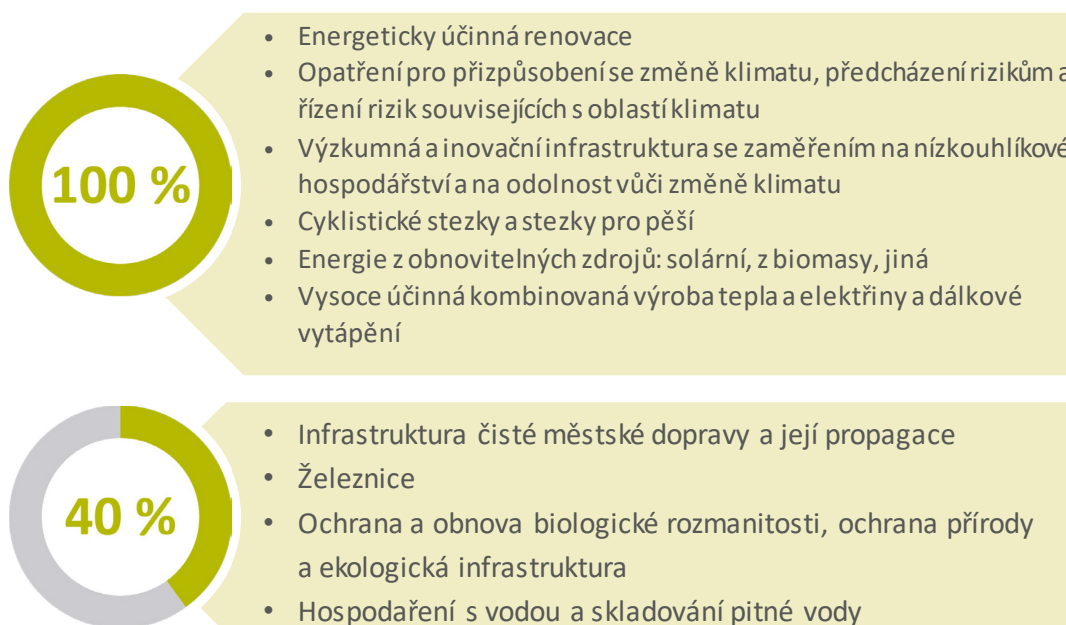 • Energeticky účinná renovace
• Opatření pro přizpůsobení se změně klimatu, předcházení rizikům a
řízení rizik souvisejících s oblastí klimatu
• Výzkumná a inovační infrastruktura se zaměřením na nízkouhlíkové
hospodářství a na odolnost vůči změně klimatu
100 %
• Cyklistické stezky a stezky pro pěší
• Energie z obnovitelných zdrojů: solární, z biomasy, jiná
• Vysoce účinná kombinovaná výroba tepla a elektřiny a dálkové
vytápění
• Infrastruktura čisté městské dopravy a její propagace
• Železnice
40 %
• Ochrana a obnova biologické rozmanitosti, ochrana přírody
a ekologická infrastruktura
• Hospodaření s vodou a skladování pitné vody